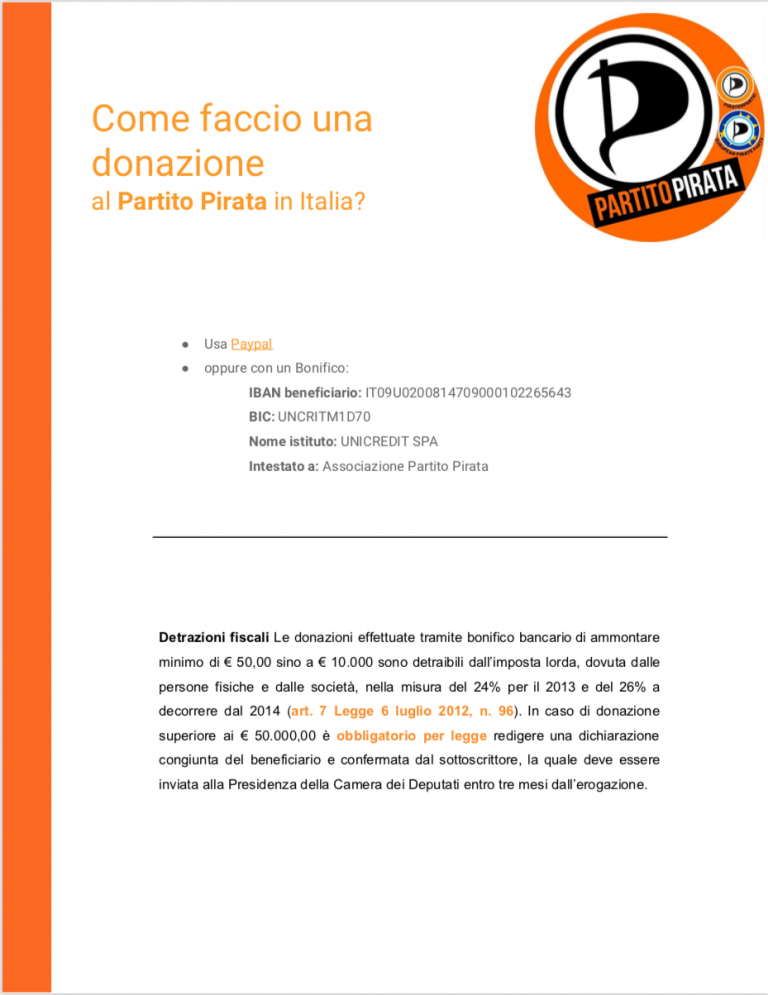 Come faccio una
donazione
al Partito Pirata in Italia?
PARTITO PIRATA
● Usa Paypal
● oppure con un Bonifico:
IBAN beneficiario: IT09U0200814709000102265643
BIC: UNCRITM1D70
Nome istituto: UNICREDIT SPA
Intestato a: Associazione Partito Pirata
Detrazioni fiscali Le donazioni effettuate tramite bonifico bancario di ammontare
minimo di € 50,00 sino a € 10.000 sono detraibili dall'imposta lorda, dovuta dalle
persone fisiche e dalle società, nella misura del 24% per il 2013 e del 26% a
decorrere dal 2014 (art. 7 Legge 6 luglio 2012, n. 96). In caso di donazione
superiore ai € 50.000,00 è obbligatorio per legge redigere una dichiarazione
congiunta del beneficiario e confermata dal sottoscrittore, la quale deve essere
inviata alla Presidenza della Camera dei Deputati entro tre mesi dall'erogazione.